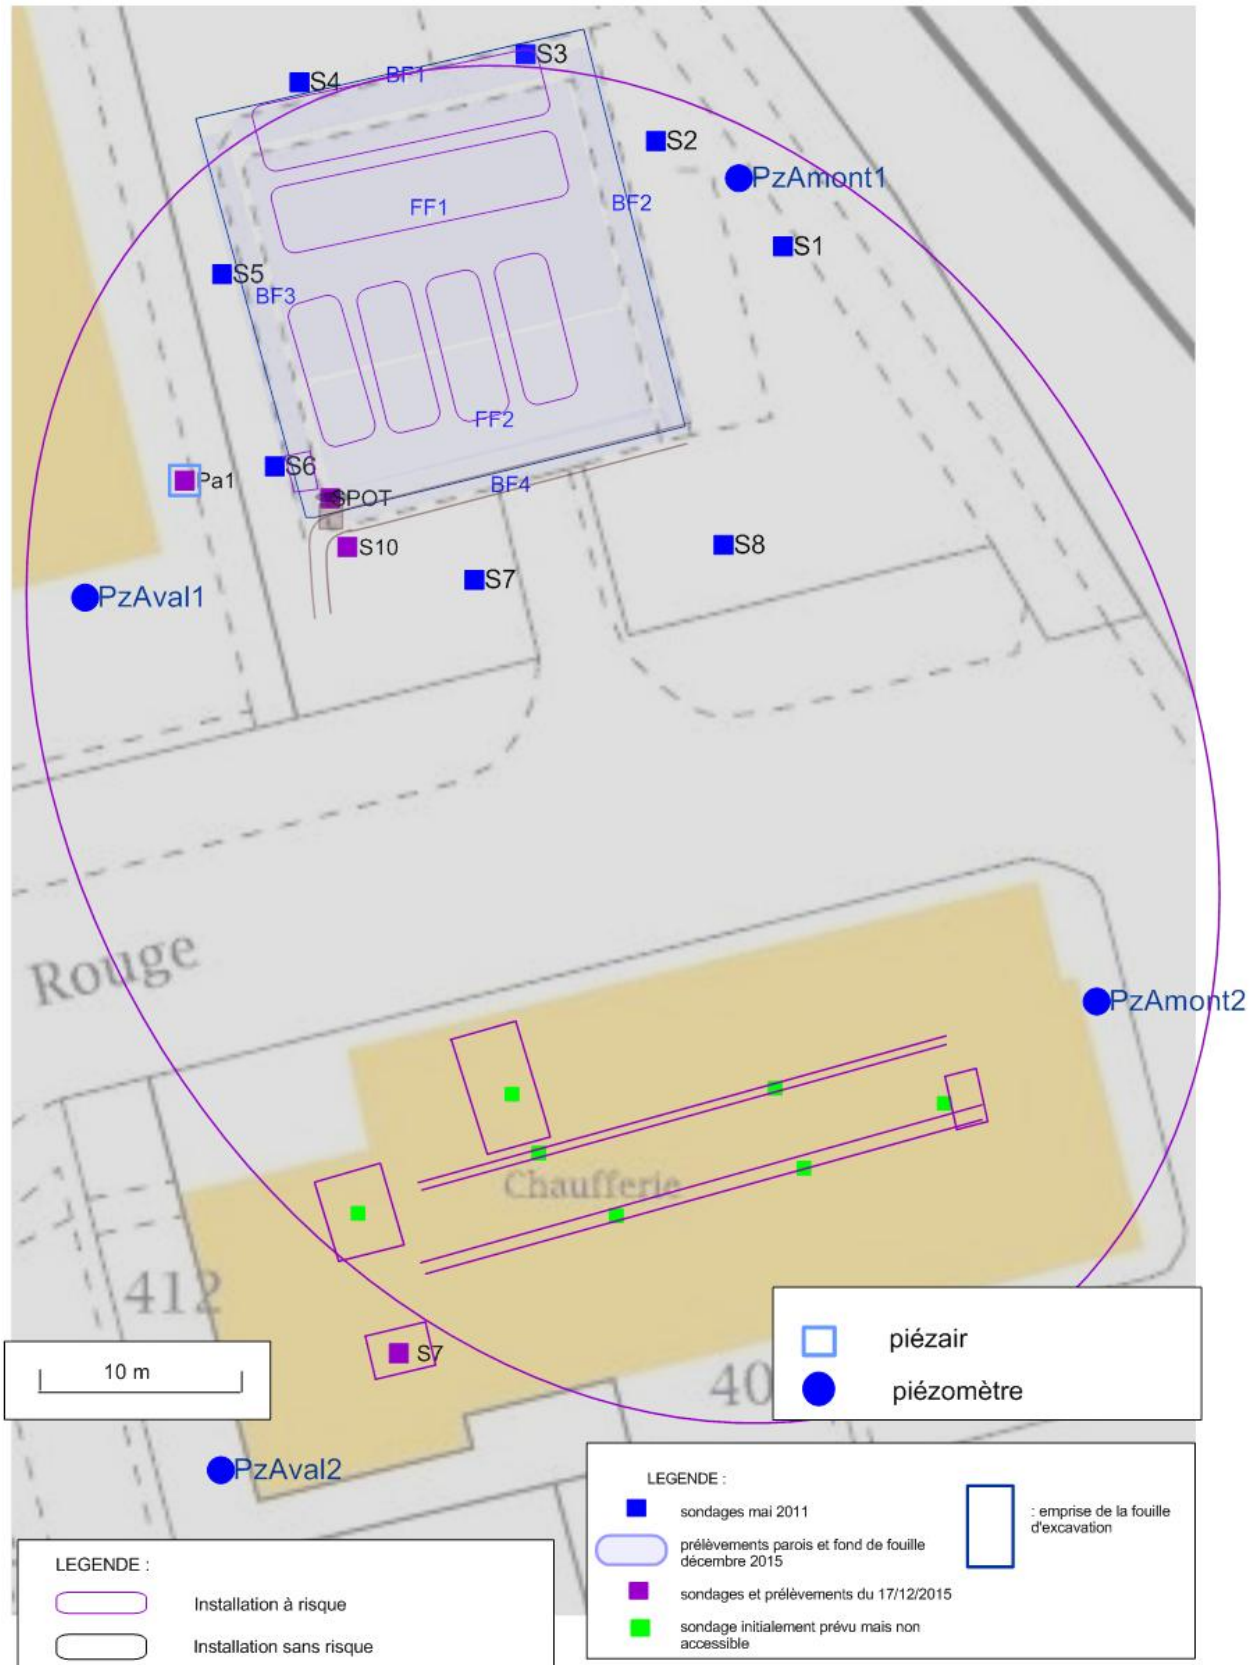 S4
BF1
S3
S2
PzAmont1
FF1
BF2
S1
S5
BF3
FF2
S6
Pa1
SPOT
BF4
S10
S8
S7
PzAval1
Rouge
PzAmont2
Chaufferie
412
S7
10 m
40
piézair
piézomètre
PzAval2
LEGENDE :
sondages mai 2011
: emprise de la fouille
d'excavation
prélèvements parois et fond de fouille
décembre 2015
sondages et prélèvements du 17/12/2015
sondage initialement prévu mais non
accessible
LEGENDE :
Installation à risque
Installation sans risque